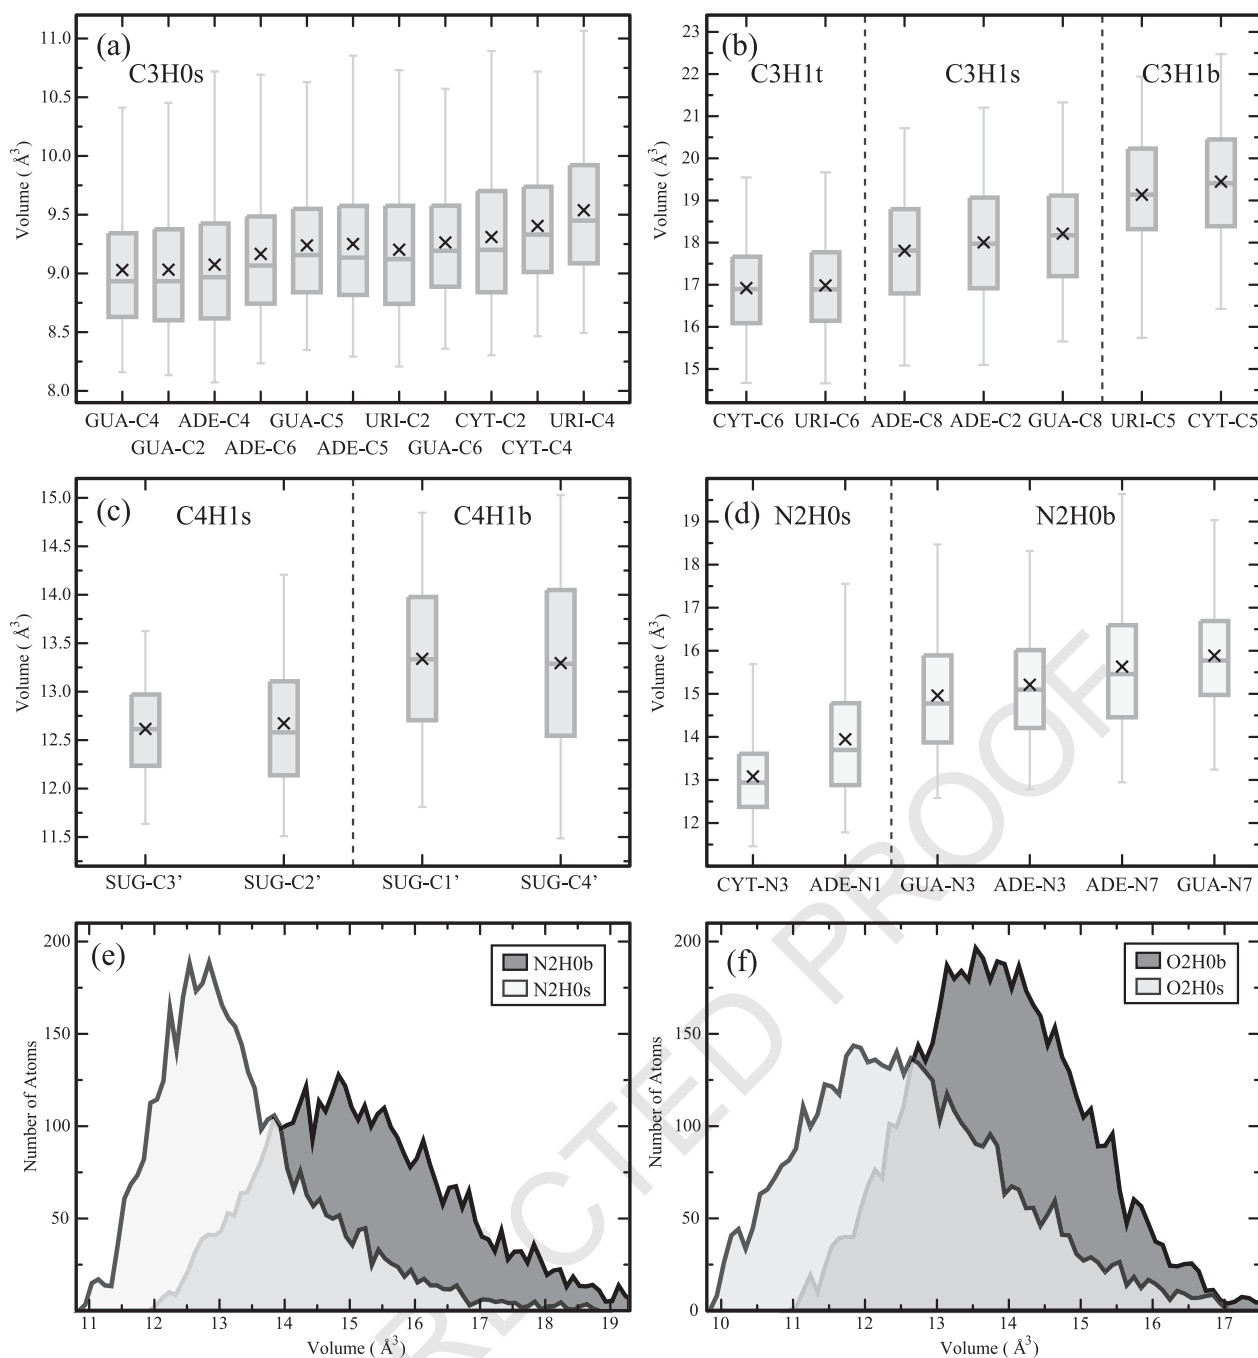 (a)
C3H0s
Volume ( Å³)
11.0
10.5
10.0
9.5
9.0
8.5
8.0
GUA-C4 ADE-C4 GUA-C5 URI-C2 CYT-C2 URI-C4
GUA-C2 ADE-C6 ADE-C5 GUA-C6 CYT-C4
(b)
C3H1t C3H1s C3H1b
Volume ( Å³)
23
22
21
20
19
18
17
16
15
CYT-C6 URI-C6 ADE-C8 ADE-C2 GUA-C8 URI-C5 CYT-C5
(c)
C4H1s C4H1b
Volume ( Å³)
15.0
14.5
14.0
13.5
13.0
12.5
12.0
11.5
SUG-C3’ SUG-C2’ SUG-C1’ SUG-C4’
(d)
N2H0s N2H0b
Volume ( Å³)
19
18
17
16
15
14
13
12
CYT-N3 ADE-N1 GUA-N3 ADE-N3 ADE-N7 GUA-N7
(e)
N2H0b
N2H0s
Number of Atoms
200
150
100
50
11 12 13 14 15 16 17 18 19
Volume ( Å³)
(f)
O2H0b
O2H0s
Number of Atoms
200
150
100
50
0
10 11 12 13 14 15 16 17
Volume ( Å³)
RRECTED PROOF